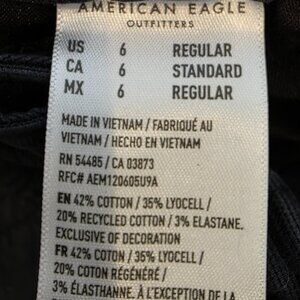 AMERICAN EAGLE
OUTFITTERS
US 6 REGULAR
CA 6 STANDARD
MX 6 REGULAR
MADE IN VIETNAM / FABRIQUÉ AU
VIETNAM / HECHO EN VIETNAM
RN 54485 / CA 03873
RFC# AEM120605U9A
EN 42% COTTON / 35% LYOCELL /
20% RECYCLED COTTON / 3% ELASTANE.
EXCLUSIVE OF DECORATION
FR 42% COTON / 35% LYOCELL /
20% COTON RÉGÉNÉRÉ /
3% ÉLASTHANNE. À L'EXCEPTION DE LA